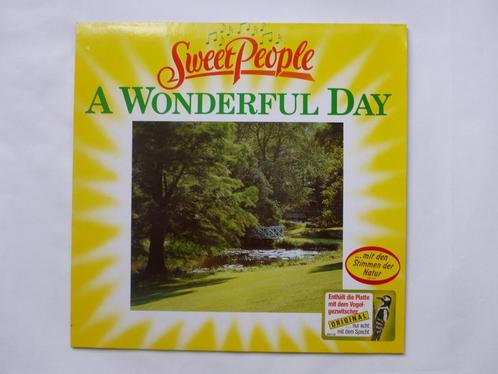 Sweet People
A WONDERFUL DAY
...mit den
Stimmen der
Natur
Enthält die Platte
mit dem Vogel-
gezwitscher
ORIGINAL
... nur echt
mit dem Specht